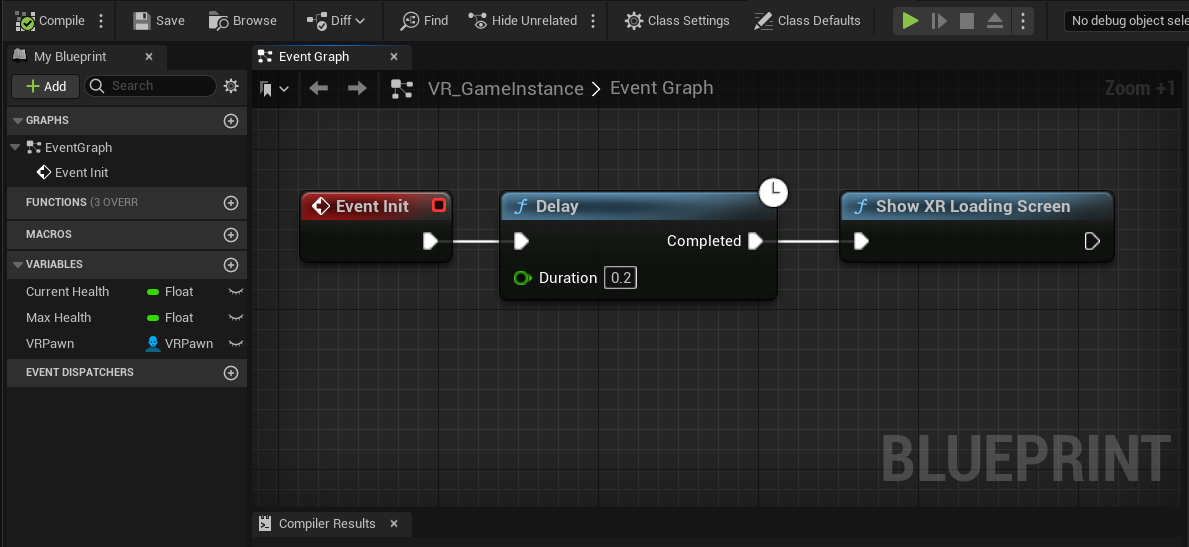 Compile Save Browse Diff Find Hide Unrelated Class Settings Class Defaults No debug object sele
My Blueprint Event Graph
Add Search VR_GameInstance Event Graph Zoom +1
GRAPHS
EventGraph
Event Init
FUNCTIONS (3 OVERR
MACROS
VARIABLES
Current Health Float
Max Health Float
VRPawn VRPawn
EVENT DISPATCHERS
Event Init Delay Show XR Loading Screen
Completed
Duration 0.2
BLUEPRINT
Compiler Results